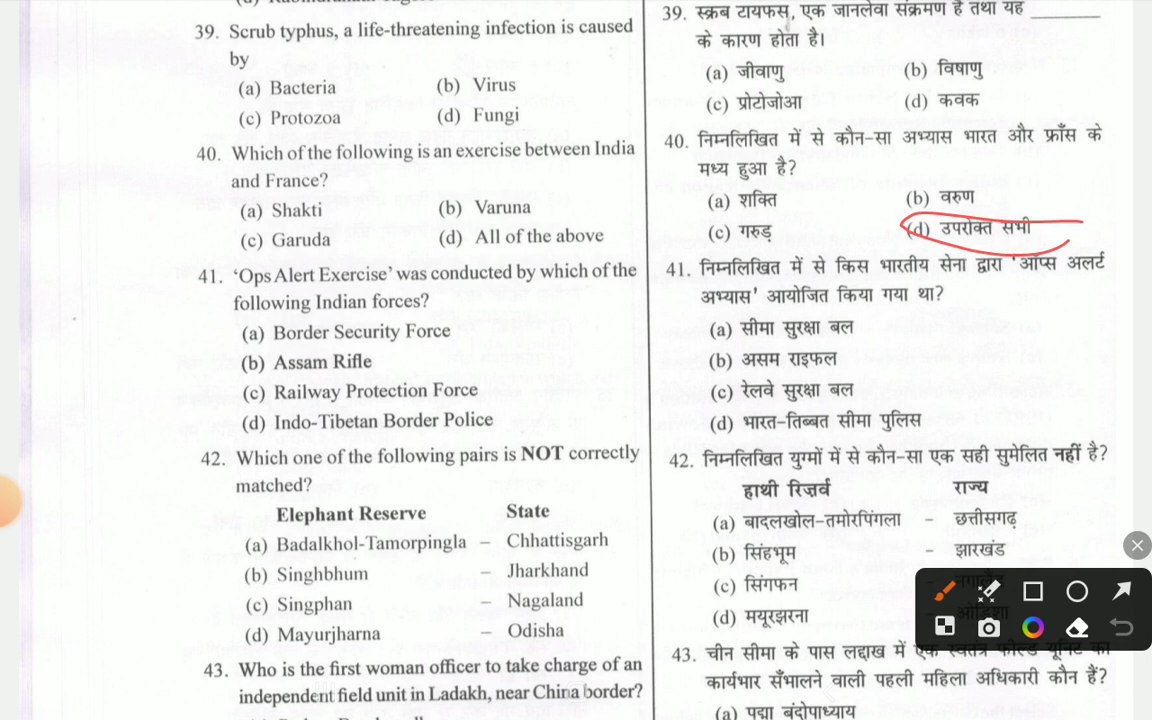 39. Scrub typhus, a life-threatening infection is caused
by
(a) Bacteria (b) Virus
(c) Protozoa (d) Fungi
40. Which of the following is an exercise between India
and France?
(a) Shakti (b) Varuna
(c) Garuda (d) All of the above
41. ‘Ops Alert Exercise’ was conducted by which of the
following Indian forces?
(a) Border Security Force
(b) Assam Rifle
(c) Railway Protection Force
(d) Indo-Tibetan Border Police
42. Which one of the following pairs is NOT correctly
matched?
Elephant Reserve State
(a) Badalkhol-Tamorpingla – Chhattisgarh
(b) Singhbhum – Jharkhand
(c) Singphan – Nagaland
(d) Mayurjharna – Odisha
43. Who is the first woman officer to take charge of an
independent field unit in Ladakh, near China border?
39. स्क्रब टायफस, एक जानलेवा संक्रमण है तथा यह ______
के कारण होता है।
(a) जीवाणु (b) विषाणु
(c) प्रोटोजोआ (d) कवक
40. निम्नलिखित में से कौन-सा अभ्यास भारत और फ्राँस के
मध्य हुआ है?
(a) शक्ति (b) वरुण
(c) गरुड़ (d) उपरोक्त सभी
41. निम्नलिखित में से किस भारतीय सेना द्वारा ‘ऑप्स अलर्ट
अभ्यास’ आयोजित किया गया था?
(a) सीमा सुरक्षा बल
(b) असम राइफल
(c) रेलवे सुरक्षा बल
(d) भारत-तिब्बत सीमा पुलिस
42. निम्नलिखित युग्मों में से कौन-सा एक सही सुमेलित नहीं है?
हाथी रिज़र्व राज्य
(a) बादलखोल-तमोरपिंगला – छत्तीसगढ़
(b) सिंहभूम – झारखंड
(c) सिंगफन – नगालैंड
(d) मयूरझरना – ओडिशा
43. चीन सीमा के पास लद्दाख में एक स्वतंत्र फील्ड यूनिट का
कार्यभार सँभालने वाली पहली महिला अधिकारी कौन हैं?
(a) पद्मा बंदोपाध्याय